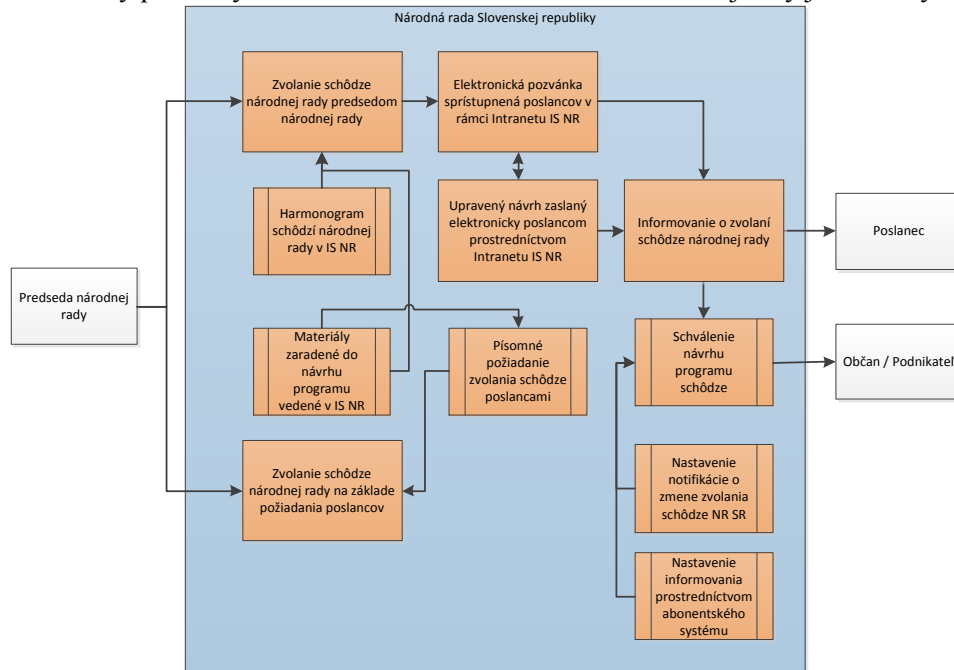 Národná rada Slovenskej republiky
Zvolanie schôdze
národnej rady predsedom
národnej rady
Elektronická pozvánka
sprístupnená poslancov v
rámci Intranetu IS NR
Harmonogram
schôdzí národnej
rady v IS NR
Upravený návrh zaslaný
elektronicky poslancom
prostredníctvom
Intranetu IS NR
Informovanie o zvolaní
schôdze národnej rady
Poslanec
Predseda národnej
rady
Materiály
zaradené do
návrhu
programu
vedené v IS NR
Písomné
požiadanie
zvolania schôdze
poslancami
Schválenie
návrhu
programu
schôdze
Občan / Podnikateľ
Zvolanie schôdze
národnej rady na základe
požiadania poslancov
Nastavenie
notifikácie o
zmene zvolania
schôdze NR SR
Nastavenie
informovania
prostredníctvom
abonentského
systému